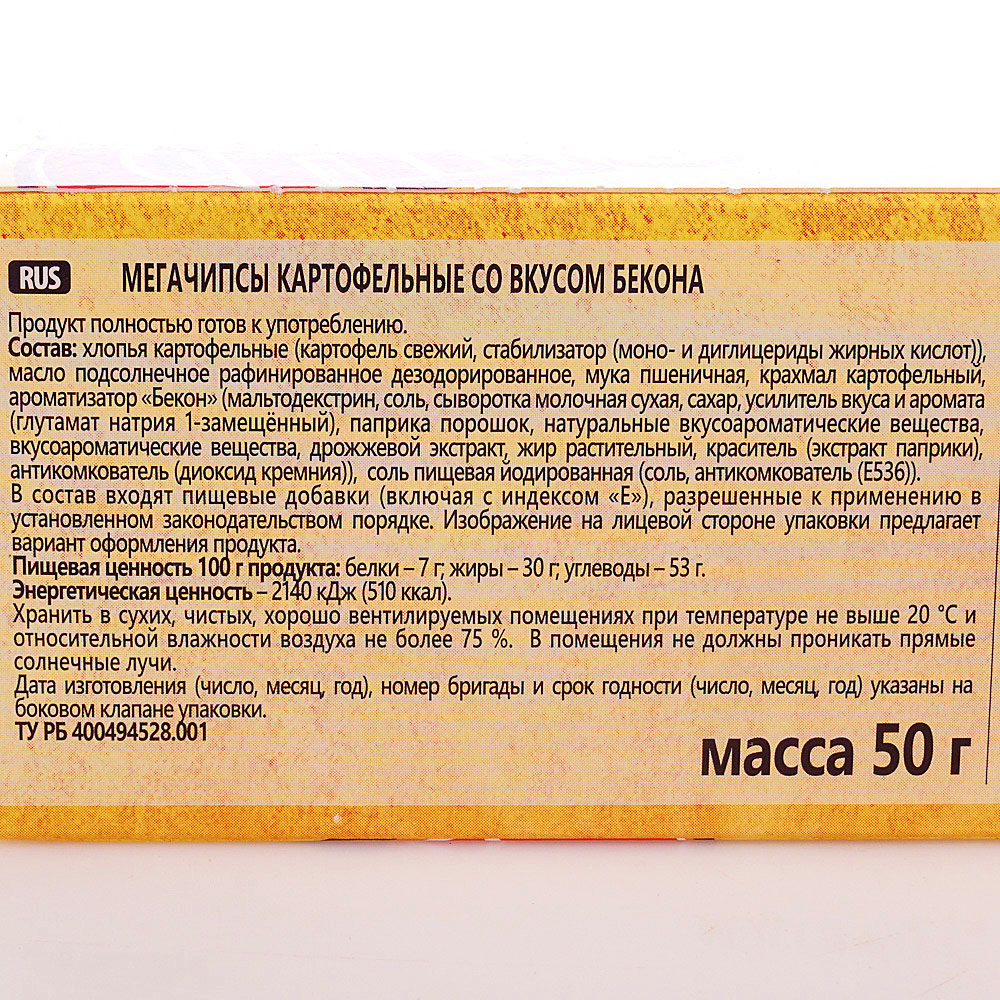 RUS МЕГАЧИПСЫ КАРТОФЕЛЬНЫЕ СО ВКУСОМ БЕКОНА
Продукт полностью готов к употреблению.
Состав: хлопья картофельные (картофель свежий, стабилизатор (моно- и диглицериды жирных кислот)),
масло подсолнечное рафинированное дезодорированное, мука пшеничная, крахмал картофельный,
ароматизатор «Бекон» (мальтодекстрин, соль, сыворотка молочная сухая, сахар, усилитель вкуса и аромата
(глутамат натрия 1-замещённый), паприка порошок, натуральные вкусоароматические вещества,
вкусоароматические вещества, дрожжевой экстракт, жир растительный, краситель (экстракт паприки),
антикомкователь (диоксид кремния)), соль пищевая йодированная (соль, антикомкователь (Е536)).
В состав входят пищевые добавки (включая с индексом «Е»), разрешенные к применению в
установленном законодательством порядке. Изображение на лицевой стороне упаковки предлагает
вариант оформления продукта.
Пищевая ценность 100 г продукта: белки – 7 г; жиры – 30 г; углеводы – 53 г.
Энергетическая ценность – 2140 кДж (510 ккал).
Хранить в сухих, чистых, хорошо вентилируемых помещениях при температуре не выше 20 °С и
относительной влажности воздуха не более 75 %. В помещения не должны проникать прямые
солнечные лучи.
Дата изготовления (число, месяц, год), номер бригады и срок годности (число, месяц, год) указаны на
боковом клапане упаковки.
ТУ РБ 400494528.001
масса 50 г